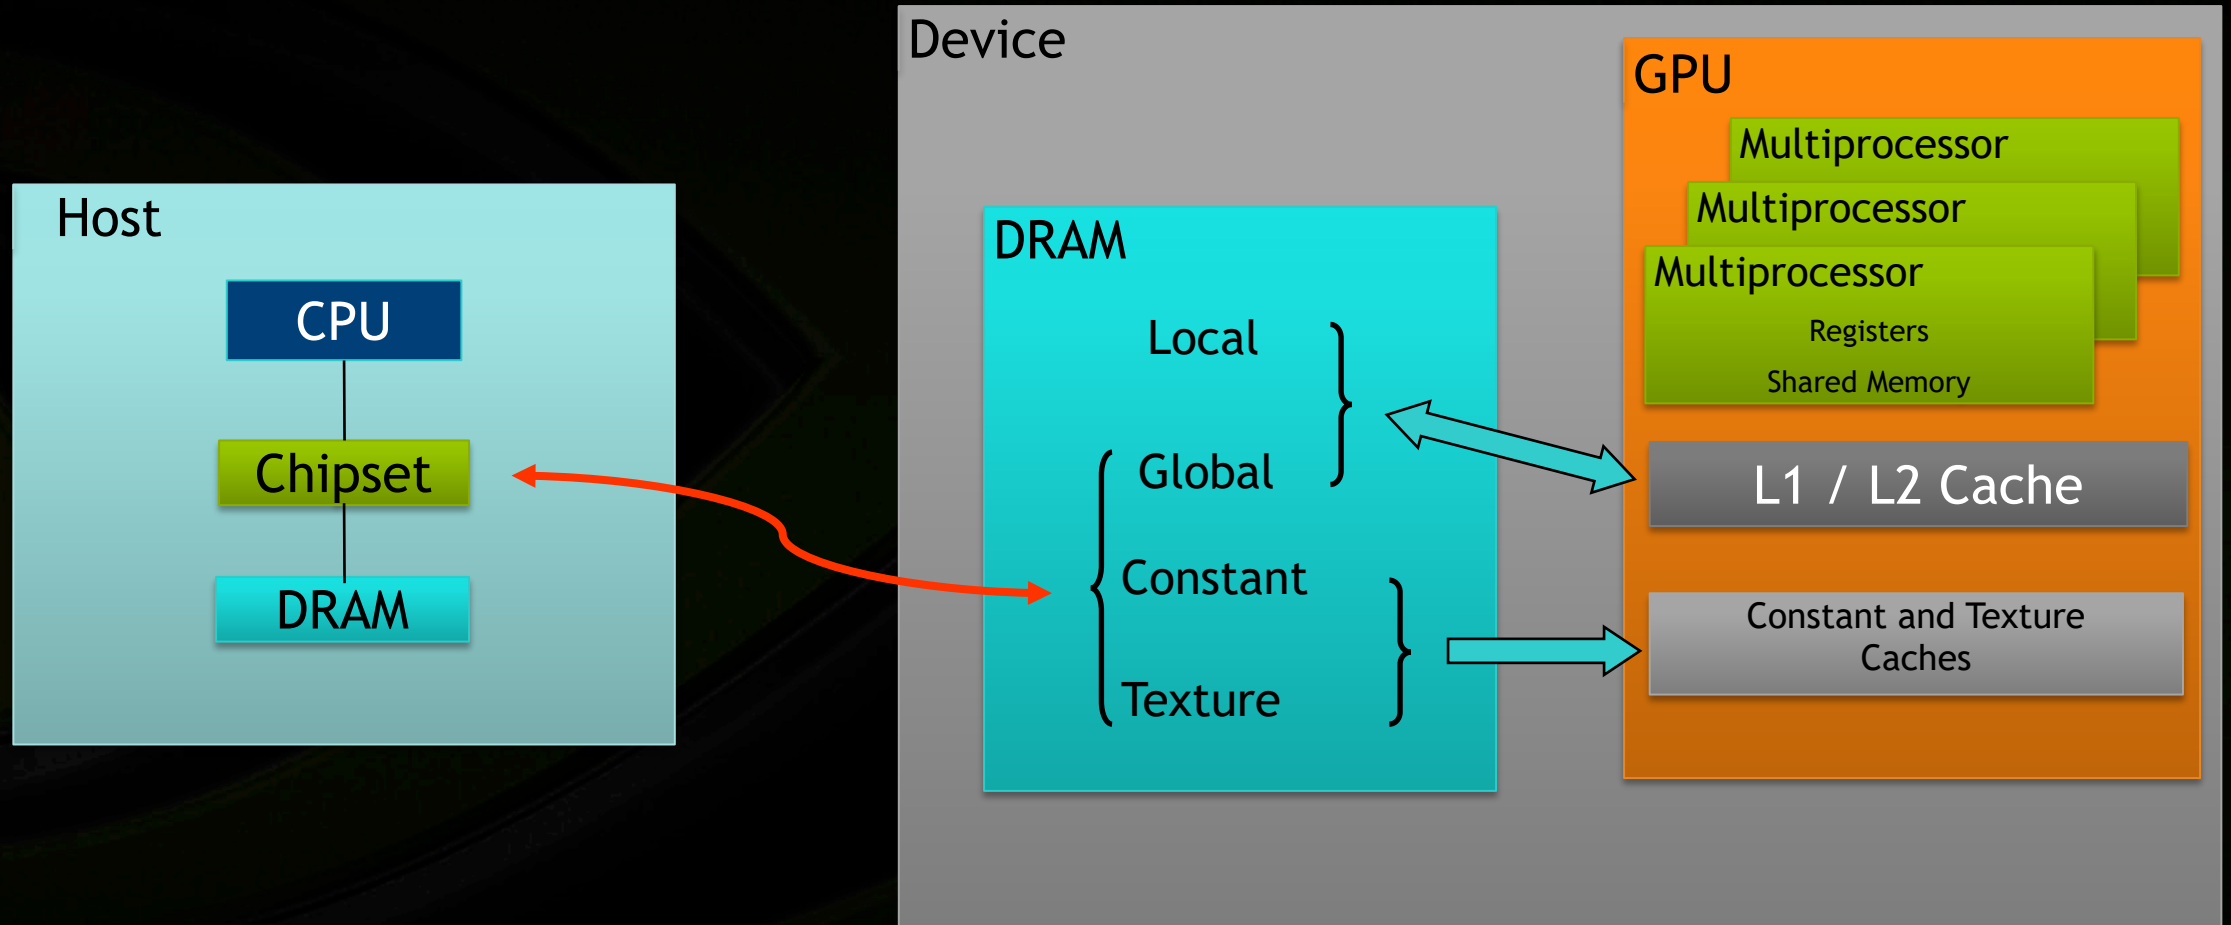 Host
CPU
Chipset
DRAM
Device
DRAM
Local
Global
Constant
Texture
GPU
Multiprocessor
Multiprocessor
Multiprocessor
Registers
Shared Memory
L1 / L2 Cache
Constant and Texture
Caches